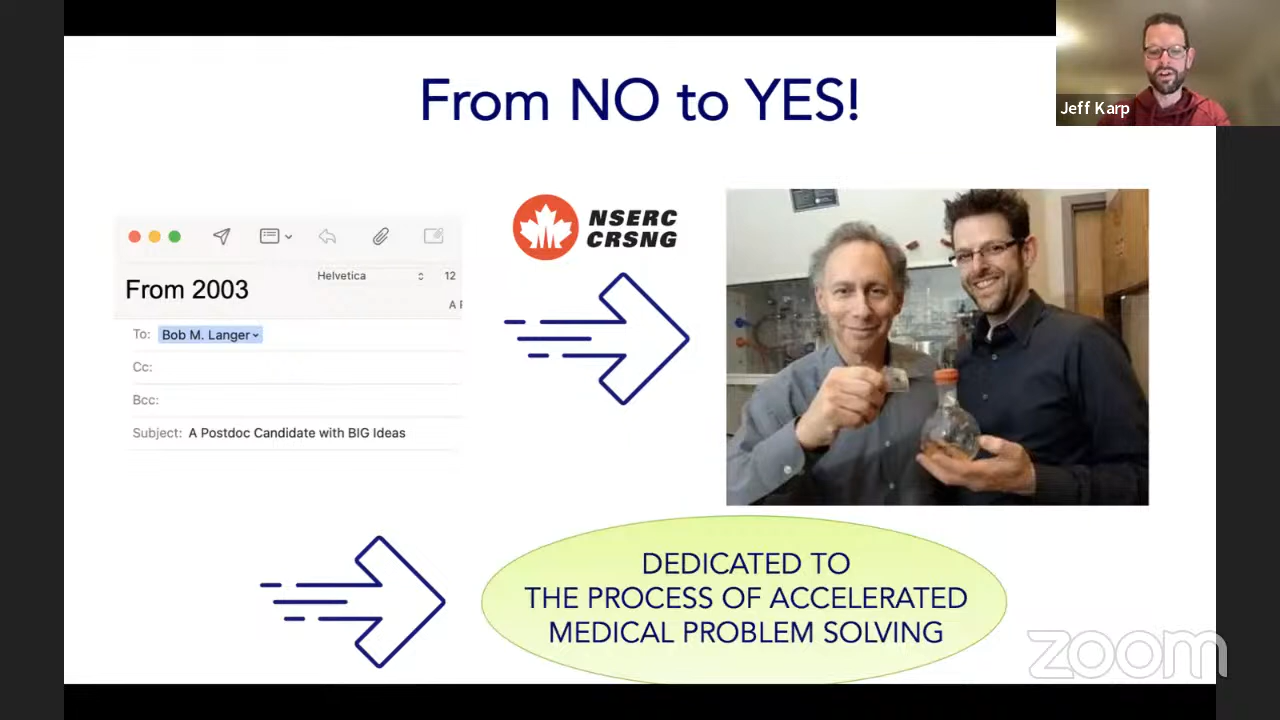 From NO to YES!
Jeff Karp
NSERC
CRSNG
Helvetica
12
From 2003
A F
To: Bob M. Langer
Cc:
Bcc:
Subject: A Postdoc Candidate with BIG Ideas
DEDICATED TO
THE PROCESS OF ACCELERATED
MEDICAL PROBLEM SOLVING
zoom